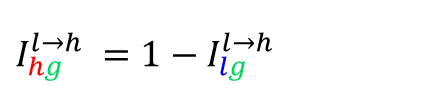 I_{hg}^{l→h} = 1 − I_{lg}^{l→h}